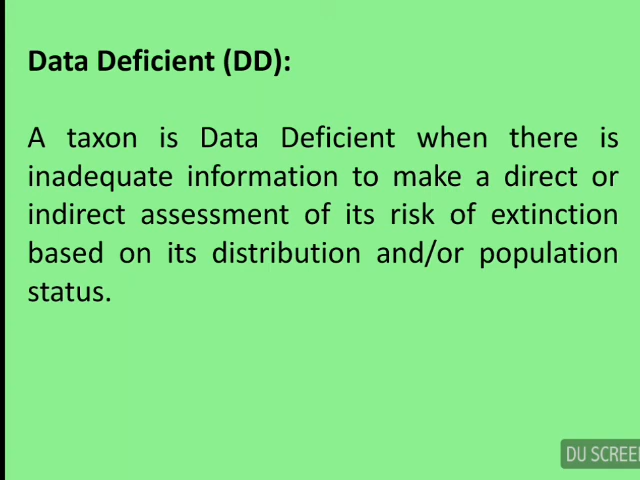 Data Deficient (DD):
A taxon is Data Deficient when there is
inadequate information to make a direct or
indirect assessment of its risk of extinction
based on its distribution and/or population
status.
DU SCREE